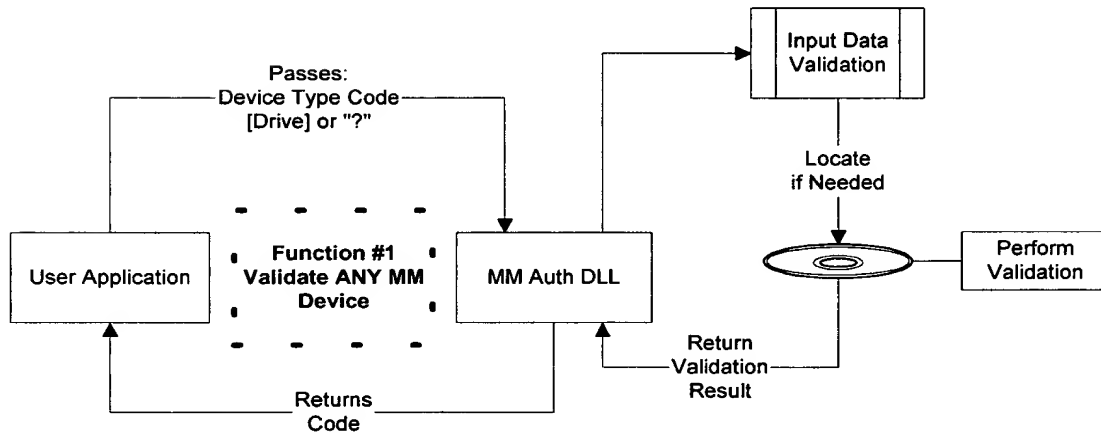 Passes:
Device Type Code
[Drive] or "?"
Input Data
Validation
Locate
if Needed
User Application
Function #1
Validate ANY MM
Device
MM Auth DLL
Perform
Validation
Return
Validation
Result
Returns
Code